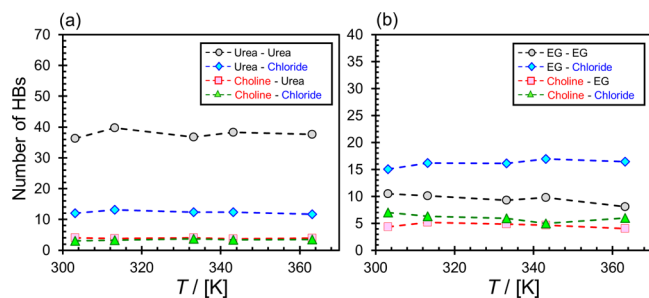 (a)
Number of HBs
70
60
50
40
30
20
10
0
300
320
340
360
T / [K]
Urea - Urea
Urea - Chloride
Choline - Urea
Choline - Chloride
(b)
40
35
30
25
20
15
10
5
0
300
320
340
360
T / [K]
EG - EG
EG - Chloride
Choline - EG
Choline - Chloride